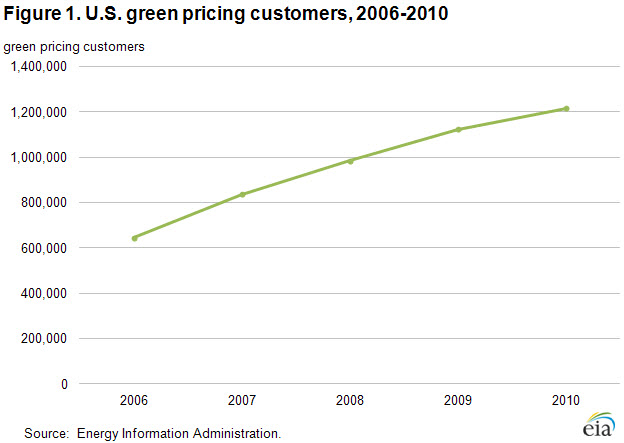 Figure 1. U.S. green pricing customers, 2006-2010
green pricing customers
1,400,000
1,200,000
1,000,000
800,000
600,000
400,000
200,000
0
2006 2007 2008 2009 2010
Source: Energy Information Administration.
eia